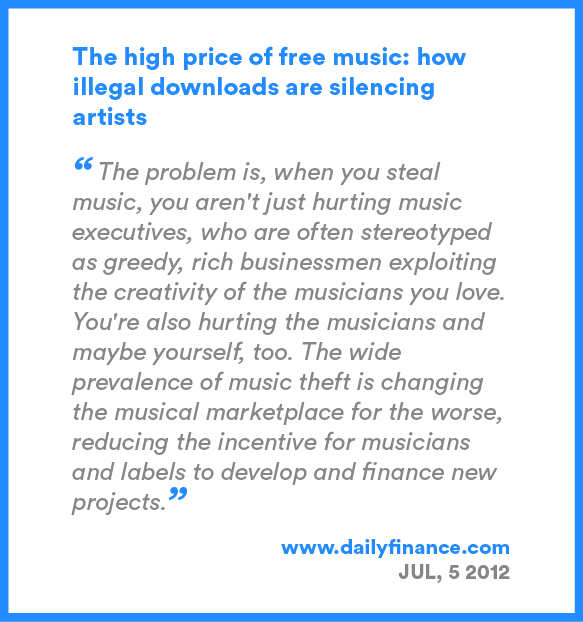 The high price of free music: how
illegal downloads are silencing
artists
“ The problem is, when you steal
music, you aren't just hurting music
executives, who are often stereotyped
as greedy, rich businessmen exploiting
the creativity of the musicians you love.
You're also hurting the musicians and
maybe yourself, too. The wide
prevalence of music theft is changing
the musical marketplace for the worse,
reducing the incentive for musicians
and labels to develop and finance new
projects.”
www.dailyfinance.com
JUL, 5 2012